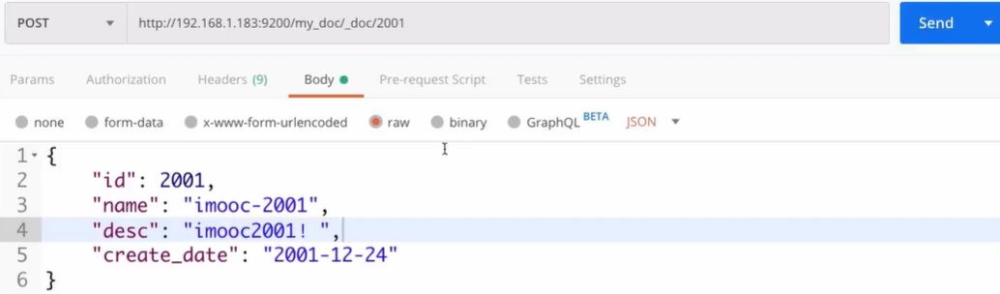 POST http://192.168.1.183:9200/my_doc/_doc/2001 Send
Params Authorization Headers (9) Body Pre-request Script Tests Settings
none form-data x-www-form-urlencoded raw binary GraphQL BETA JSON
1 {
2 "id": 2001,
3 "name": "imooc-2001",
4 "desc": "imooc2001! ",
5 "create_date": "2001-12-24"
6 }